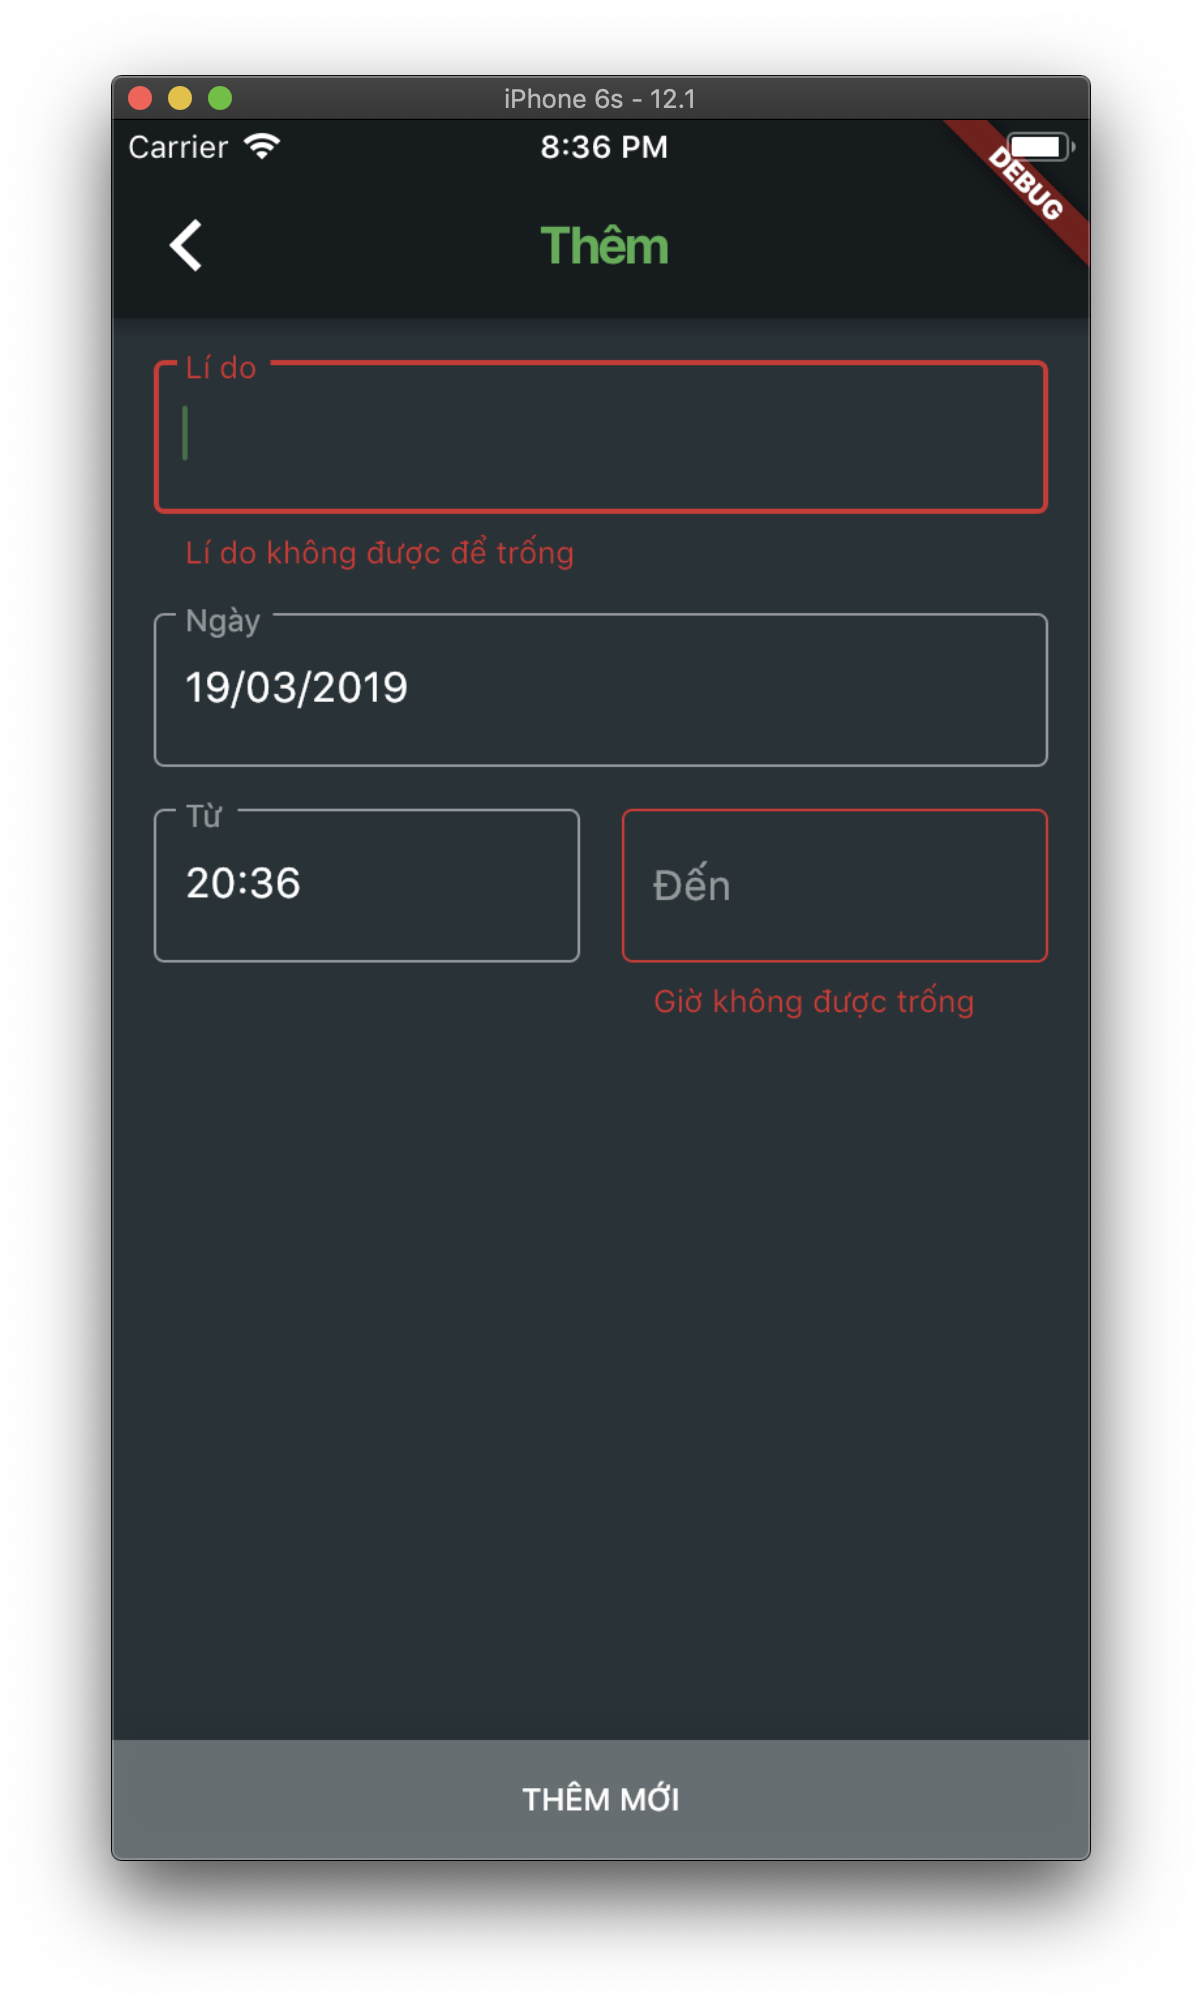 iPhone 6s - 12.1
Carrier 8:36 PM
DEBUG
Thêm
Lí do
Lí do không được để trống
Ngày
19/03/2019
Từ
20:36
Đến
Giờ không được trống
THÊM MỚI